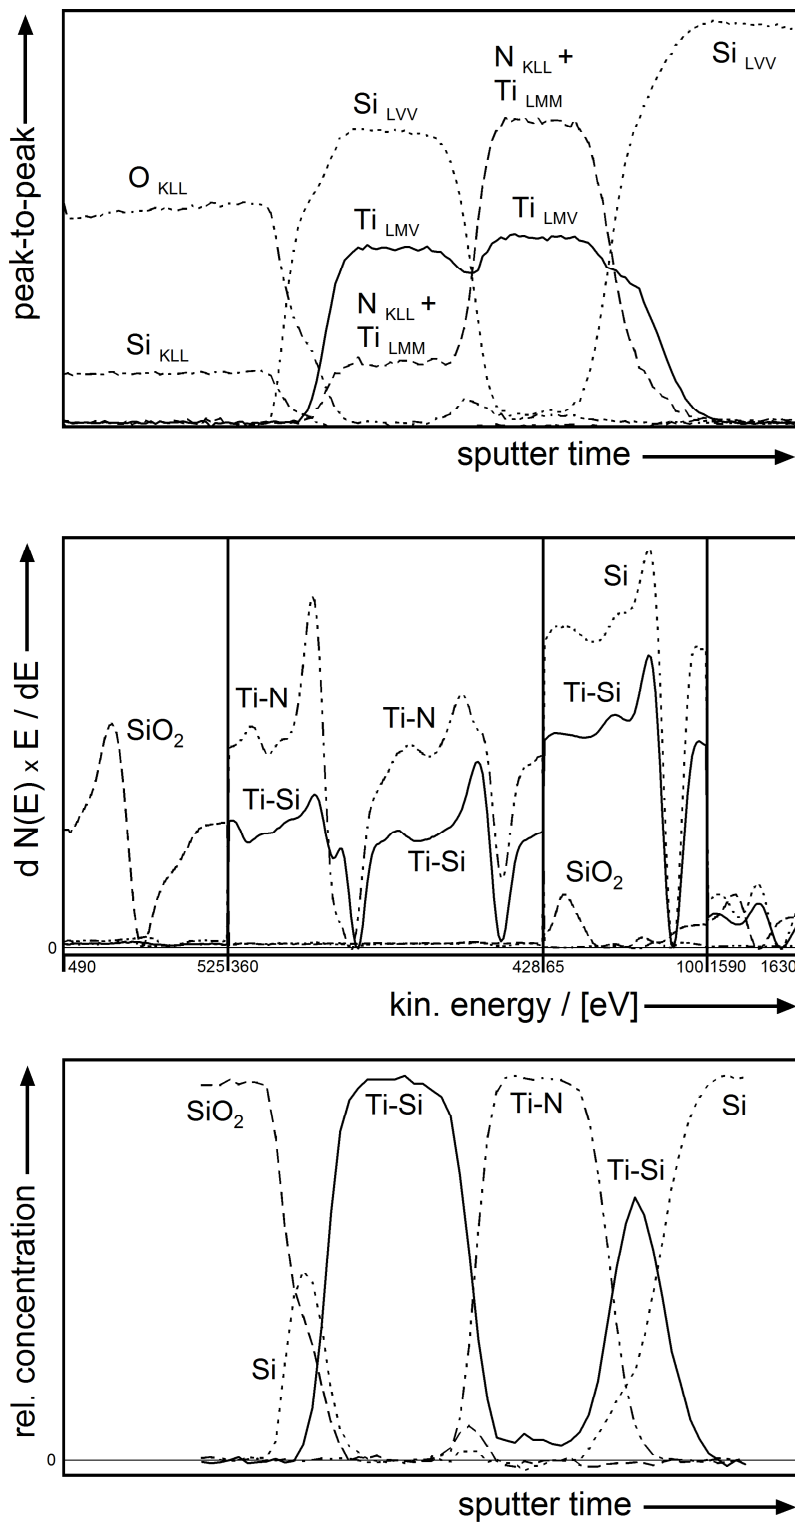 peak-to-peak
O KLL
Si KLL
Si LVV
Ti LMV
N KLL +
Ti LMM
N KLL +
Ti LMM
Ti LMV
Si LVV
sputter time
d N(E) x E / dE
SiO2
Ti-N
Ti-Si
Ti-N
Ti-Si
Si
Ti-Si
SiO2
0
490 525 360 428 65 100 1590 1630
kin. energy / [eV]
rel. concentration
SiO2
Si
Ti-Si
Ti-N
Ti-Si
Si
0
sputter time